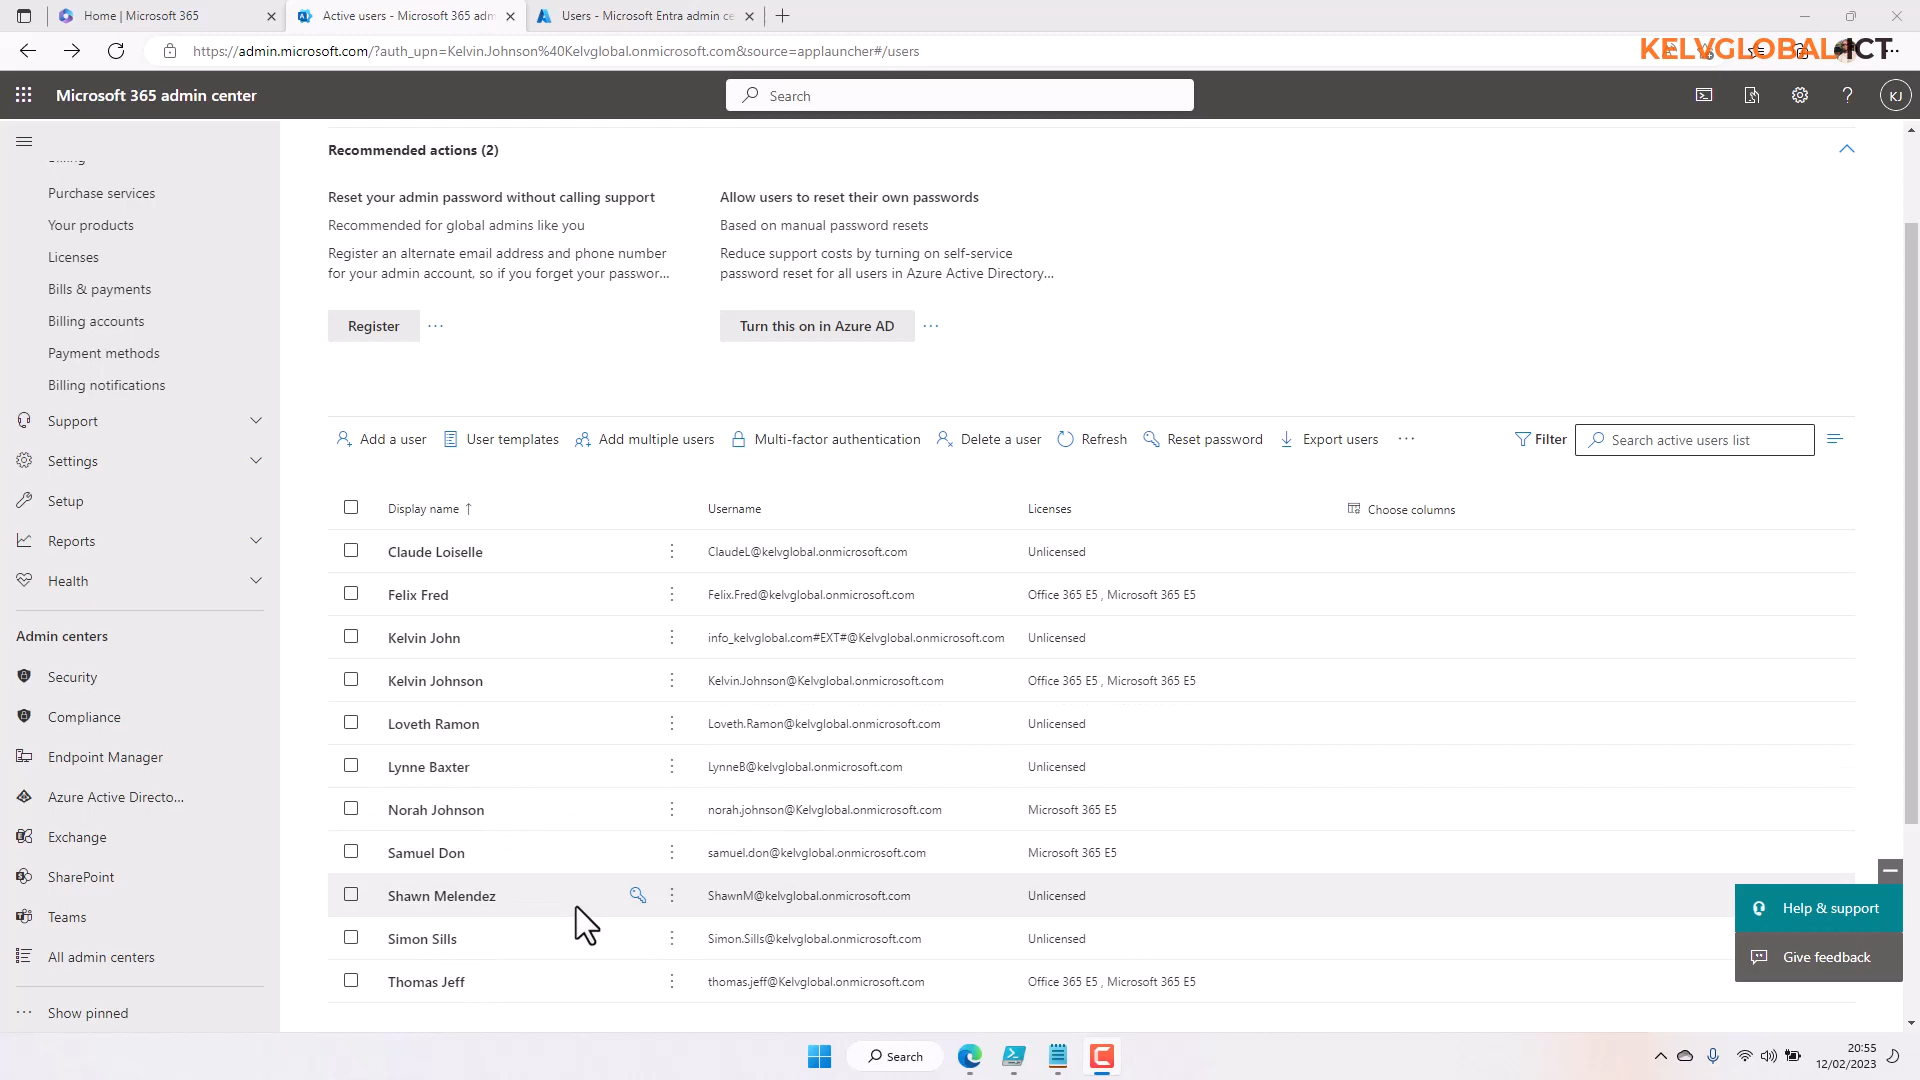 Home | Microsoft 365
Active users - Microsoft 365 adm
Users - Microsoft Entra admin ce
https://admin.microsoft.com/?auth_upn=Kelvin.Johnson%40Kelvglobal.onmicrosoft.com&source=applauncher#/users
KELVGLOBAL ICT
Microsoft 365 admin center
Search
KJ
Billing
Purchase services
Your products
Licenses
Bills & payments
Billing accounts
Payment methods
Billing notifications
Support
Settings
Setup
Reports
Health
Admin centers
Security
Compliance
Endpoint Manager
Azure Active Directo...
Exchange
SharePoint
Teams
All admin centers
Show pinned
Recommended actions (2)
Reset your admin password without calling support
Recommended for global admins like you
Register an alternate email address and phone number
for your admin account, so if you forget your passwor...
Register
Allow users to reset their own passwords
Based on manual password resets
Reduce support costs by turning on self-service
password reset for all users in Azure Active Directory...
Turn this on in Azure AD
Add a user User templates Add multiple users Multi-factor authentication Delete a user Refresh Reset password Export users Filter Search active users list
Display name ↑ Username Licenses Choose columns
Claude Loiselle ClaudeL@kelvglobal.onmicrosoft.com Unlicensed
Felix Fred Felix.Fred@kelvglobal.onmicrosoft.com Office 365 E5 , Microsoft 365 E5
Kelvin John info_kelvglobal.com#EXT#@Kelvglobal.onmicrosoft.com Unlicensed
Kelvin Johnson Kelvin.Johnson@Kelvglobal.onmicrosoft.com Office 365 E5 , Microsoft 365 E5
Loveth Ramon Loveth.Ramon@kelvglobal.onmicrosoft.com Unlicensed
Lynne Baxter LynneB@kelvglobal.onmicrosoft.com Unlicensed
Norah Johnson norah.johnson@Kelvglobal.onmicrosoft.com Microsoft 365 E5
Samuel Don samuel.don@kelvglobal.onmicrosoft.com Microsoft 365 E5
Shawn Melendez ShawnM@kelvglobal.onmicrosoft.com Unlicensed
Simon Sills Simon.Sills@kelvglobal.onmicrosoft.com Unlicensed
Thomas Jeff thomas.jeff@Kelvglobal.onmicrosoft.com Office 365 E5 , Microsoft 365 E5
Help & support
Give feedback
Search
20:55
12/02/2023